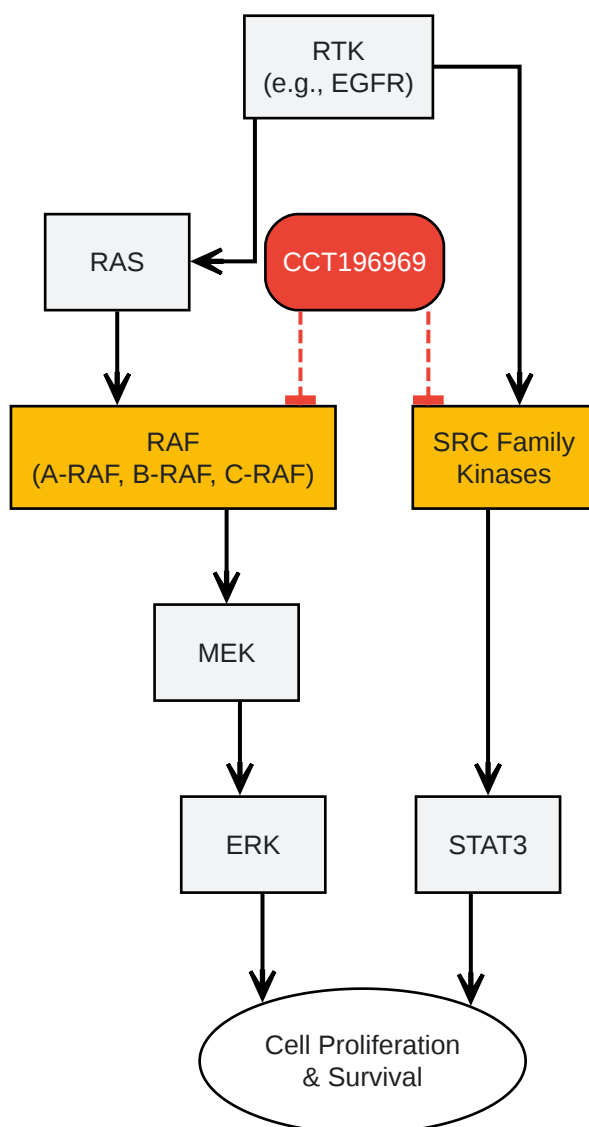 RTK
(e.g., EGFR)
RAS
CCT196969
RAF
(A-RAF, B-RAF, C-RAF)
SRC Family
Kinases
MEK
ERK
STAT3
Cell Proliferation
& Survival